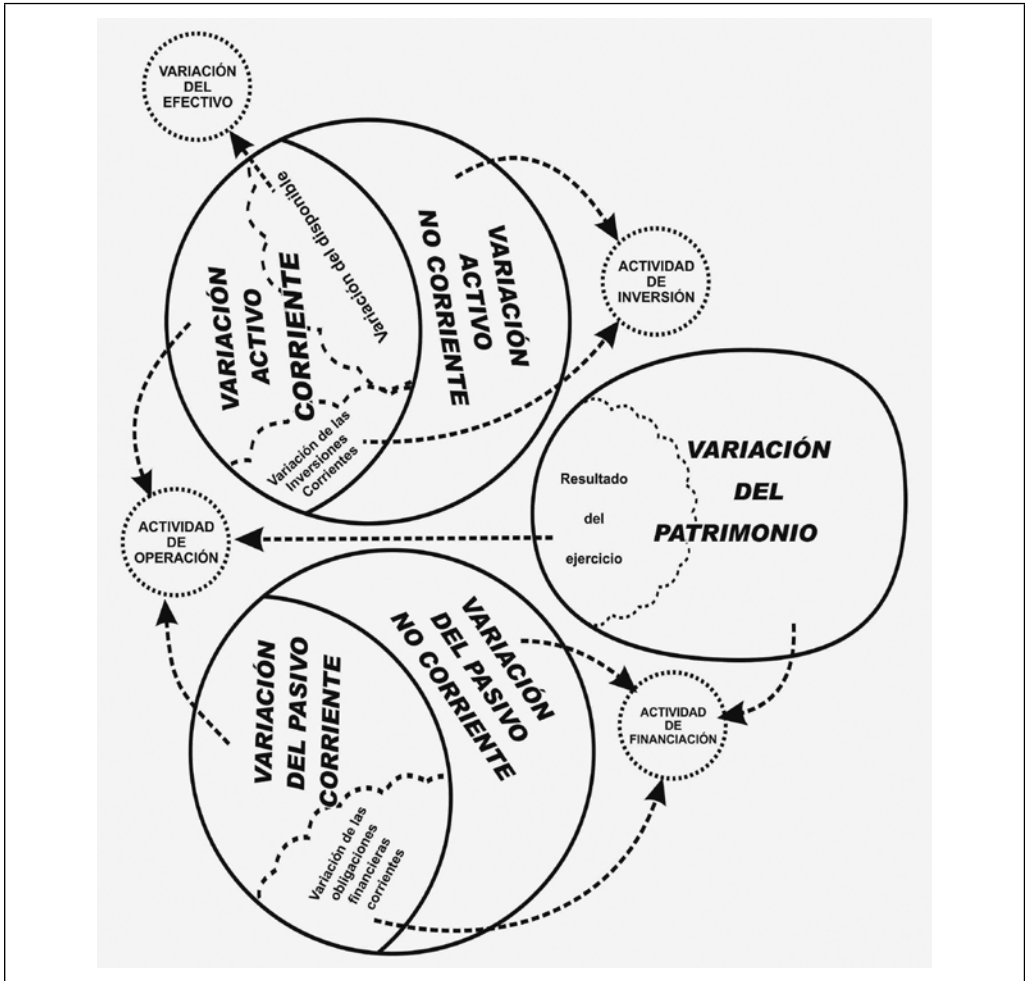 VARIACIÓN
DEL
EFECTIVO
Variación del disponible
VARIACIÓN
ACTIVO
CORRIENTE
VARIACIÓN
ACTIVO
NO CORRIENTE
Variación de las
Inversiones
Corrientes
ACTIVIDAD
DE
INVERSIÓN
ACTIVIDAD
DE
OPERACIÓN
Resultado
del
ejercicio
VARIACIÓN
DEL
PATRIMONIO
VARIACIÓN
DEL PASIVO
CORRIENTE
VARIACIÓN
DEL PASIVO
NO CORRIENTE
Variación de las
obligaciones
financieras
corrientes
ACTIVIDAD
DE
FINANCIACIÓN